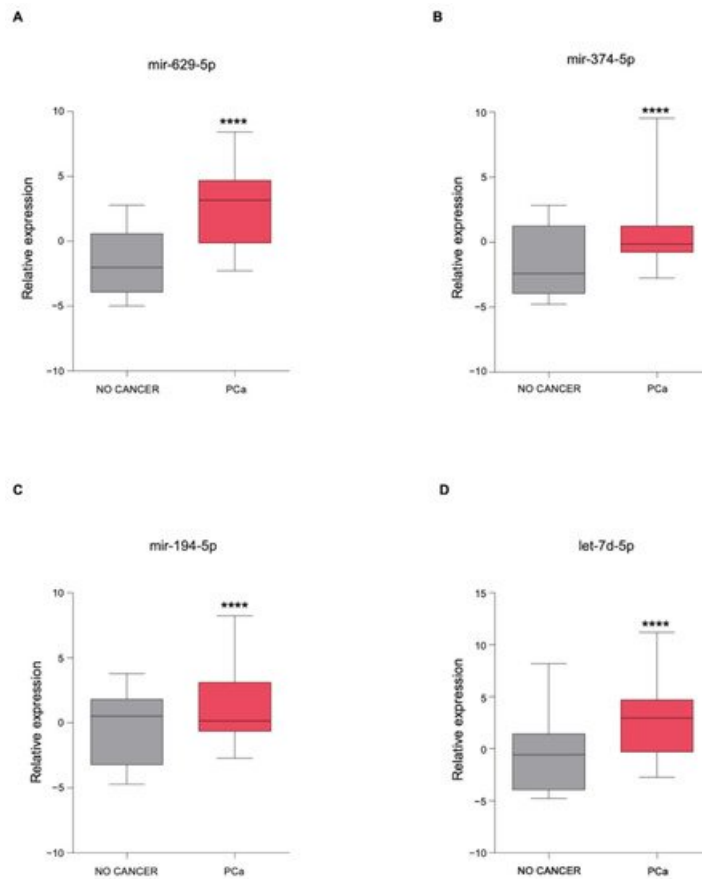 A
mir-629-5p
Relative expression
10
5
0
−5
−10
****
NO CANCER
PCa
B
mir-374-5p
Relative expression
10
5
0
−5
−10
****
NO CANCER
PCa
C
mir-194-5p
Relative expression
10
5
0
−5
−10
****
NO CANCER
PCa
D
let-7d-5p
Relative expression
15
10
5
0
−5
−10
****
NO CANCER
PCa